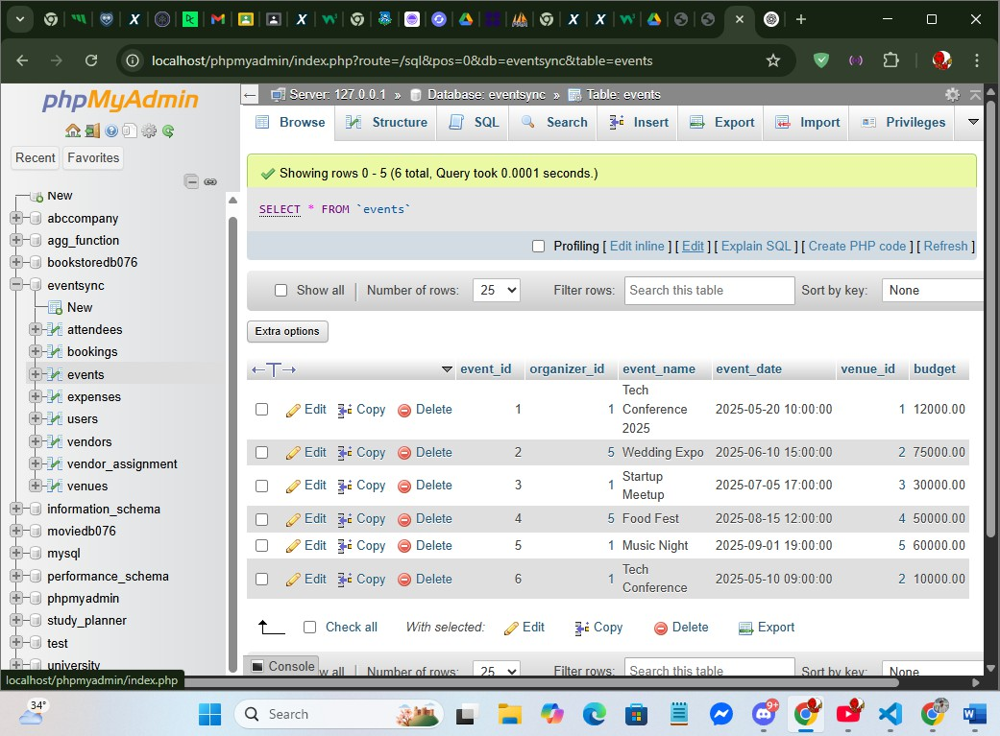 localhost/phpmyadmin/index.php?route=/sql&pos=0&db=eventsync&table=events
phpMyAdmin
Recent Favorites
New
abccompany
agg_function
bookstoredb076
eventsync
New
attendees
bookings
events
expenses
users
vendors
vendor_assignment
venues
information_schema
moviedb076
mysql
performance_schema
phpmyadmin
study_planner
test
university
localhost/phpmyadmin/index.php
Server: 127.0.0.1 » Database: eventsync » Table: events
Browse Structure SQL Search Insert Export Import Privileges
Showing rows 0 - 5 (6 total, Query took 0.0001 seconds.)
SELECT * FROM `events`
Profiling [ Edit inline ] [ Edit ] [ Explain SQL ] [ Create PHP code ] [ Refresh ]
Show all | Number of rows: 25 Filter rows: Search this table Sort by key: None
Extra options
←T→ event_id organizer_id event_name event_date venue_id budget
Edit Copy Delete 1 1 Tech Conference 2025 2025-05-20 10:00:00 1 12000.00
Edit Copy Delete 2 5 Wedding Expo 2025-06-10 15:00:00 2 75000.00
Edit Copy Delete 3 1 Startup Meetup 2025-07-05 17:00:00 3 30000.00
Edit Copy Delete 4 5 Food Fest 2025-08-15 12:00:00 4 50000.00
Edit Copy Delete 5 1 Music Night 2025-09-01 19:00:00 5 60000.00
Edit Copy Delete 6 1 Tech Conference 2025-05-10 09:00:00 2 10000.00
Check all With selected: Edit Copy Delete Export
Console
w all | Number of rows: 25 Filter rows: Search this table Sort by key: None
34°
Search
9+